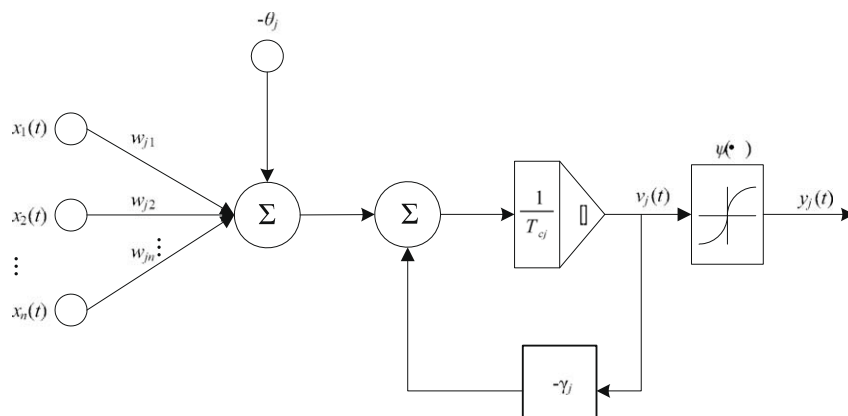 -θj
x1(t)
wj1
ψ(• )
x2(t)
wj2
Σ
Σ
1
Tcj
▯
vj(t)
yj(t)
⋮
wjn
⋮
xn(t)
-γj